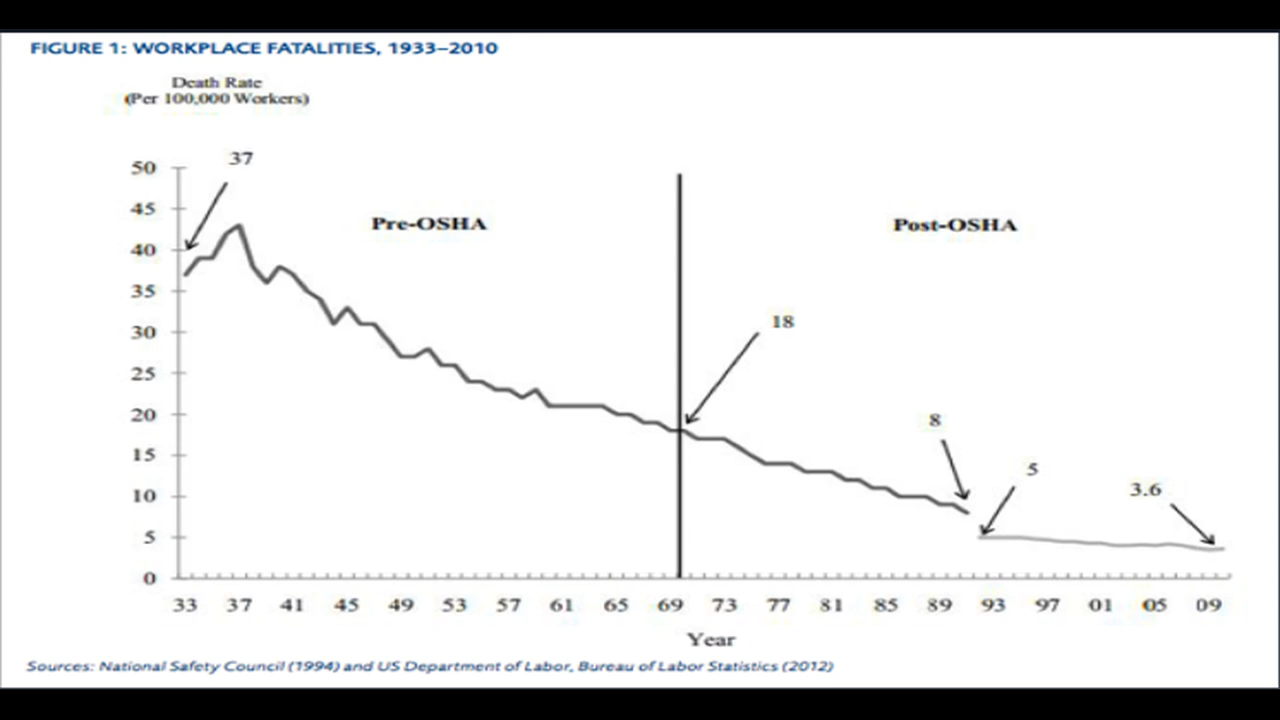 FIGURE 1: WORKPLACE FATALITIES, 1933–2010
Death Rate
(Per 100,000 Workers)
37
50
45
Pre-OSHA
Post-OSHA
40
35
18
30
25
20
8
15
5
3.6
10
5
0
33 37 41 45 49 53 57 61 65 69 73 77 81 85 89 93 97 01 05 09
Year
Sources: National Safety Council (1994) and US Department of Labor, Bureau of Labor Statistics (2012)